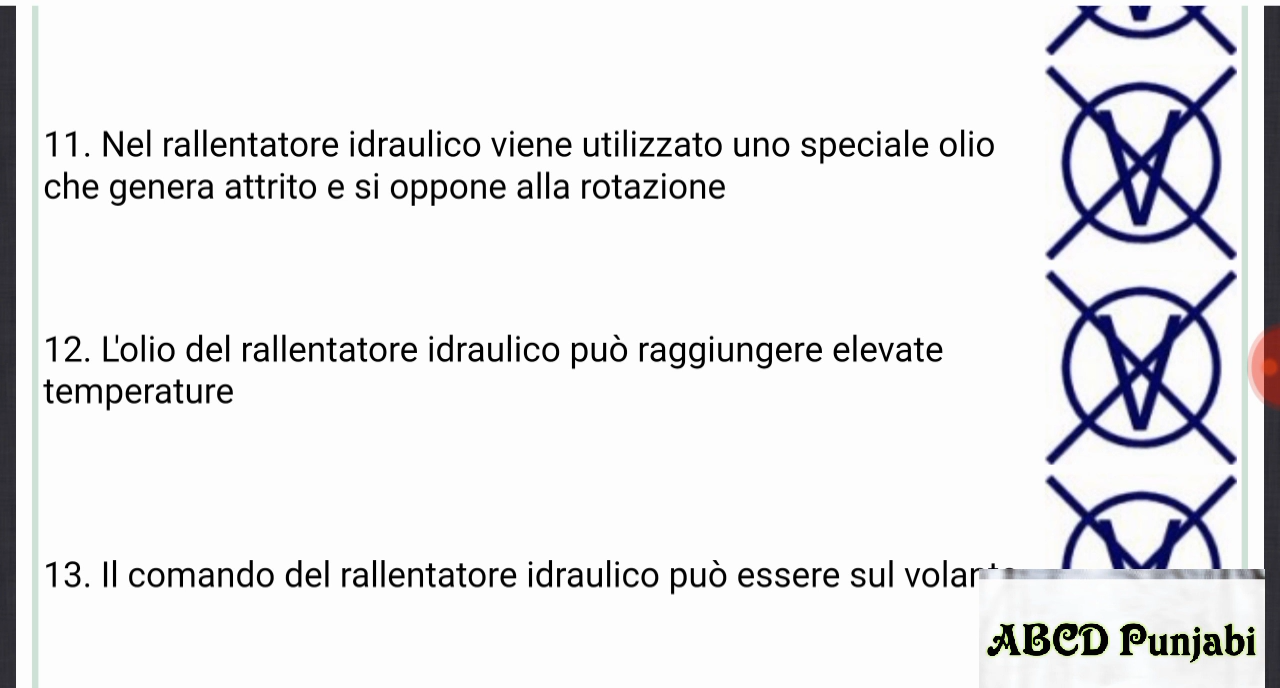 11. Nel rallentatore idraulico viene utilizzato uno speciale olio
che genera attrito e si oppone alla rotazione
V
12. L'olio del rallentatore idraulico può raggiungere elevate
temperature
V
13. Il comando del rallentatore idraulico può essere sul
ABCD Punjabi